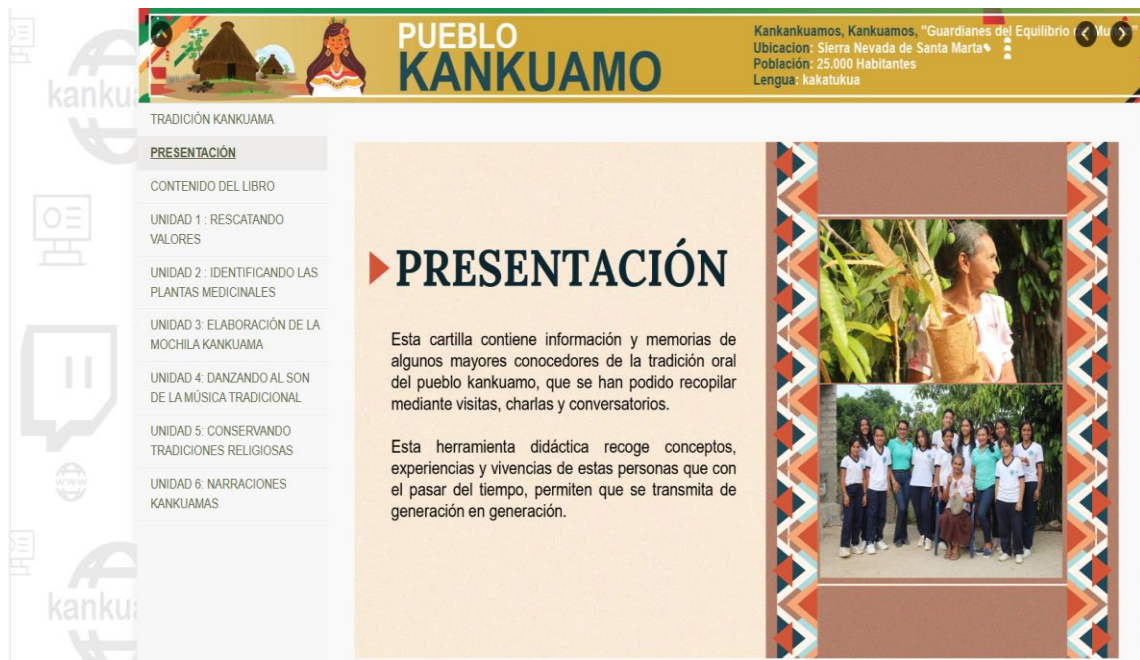 PUEBLO
KANKUAMO
Kankankuamos, Kankuamos, "Guardianes del Equilibrio del Mundo"
Ubicacion: Sierra Nevada de Santa Marta
Población: 25.000 Habitantes
Lengua: kakatukua
TRADICIÓN KANKUAMA
PRESENTACIÓN
CONTENIDO DEL LIBRO
UNIDAD 1 : RESCATANDO
VALORES
UNIDAD 2 : IDENTIFICANDO LAS
PLANTAS MEDICINALES
UNIDAD 3: ELABORACIÓN DE LA
MOCHILA KANKUAMA
UNIDAD 4: DANZANDO AL SON
DE LA MÚSICA TRADICIONAL
UNIDAD 5: CONSERVANDO
TRADICIONES RELIGIOSAS
UNIDAD 6: NARRACIONES
KANKUAMAS
PRESENTACIÓN
Esta cartilla contiene información y memorias de
algunos mayores conocedores de la tradición oral
del pueblo kankuamo, que se han podido recopilar
mediante visitas, charlas y conversatorios.
Esta herramienta didáctica recoge conceptos,
experiencias y vivencias de estas personas que con
el pasar del tiempo, permiten que se transmita de
generación en generación.
kanku
www
kankua